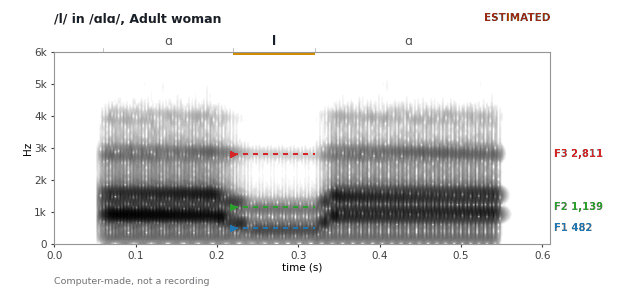 /l/ in /ɑlɑ/, Adult woman
ESTIMATED
ɑ l ɑ
6k
5k
4k
3k
2k
1k
0
Hz
F3 2,811
F2 1,139
F1 482
0.0 0.1 0.2 0.3 0.4 0.5 0.6
time (s)
Computer-made, not a recording